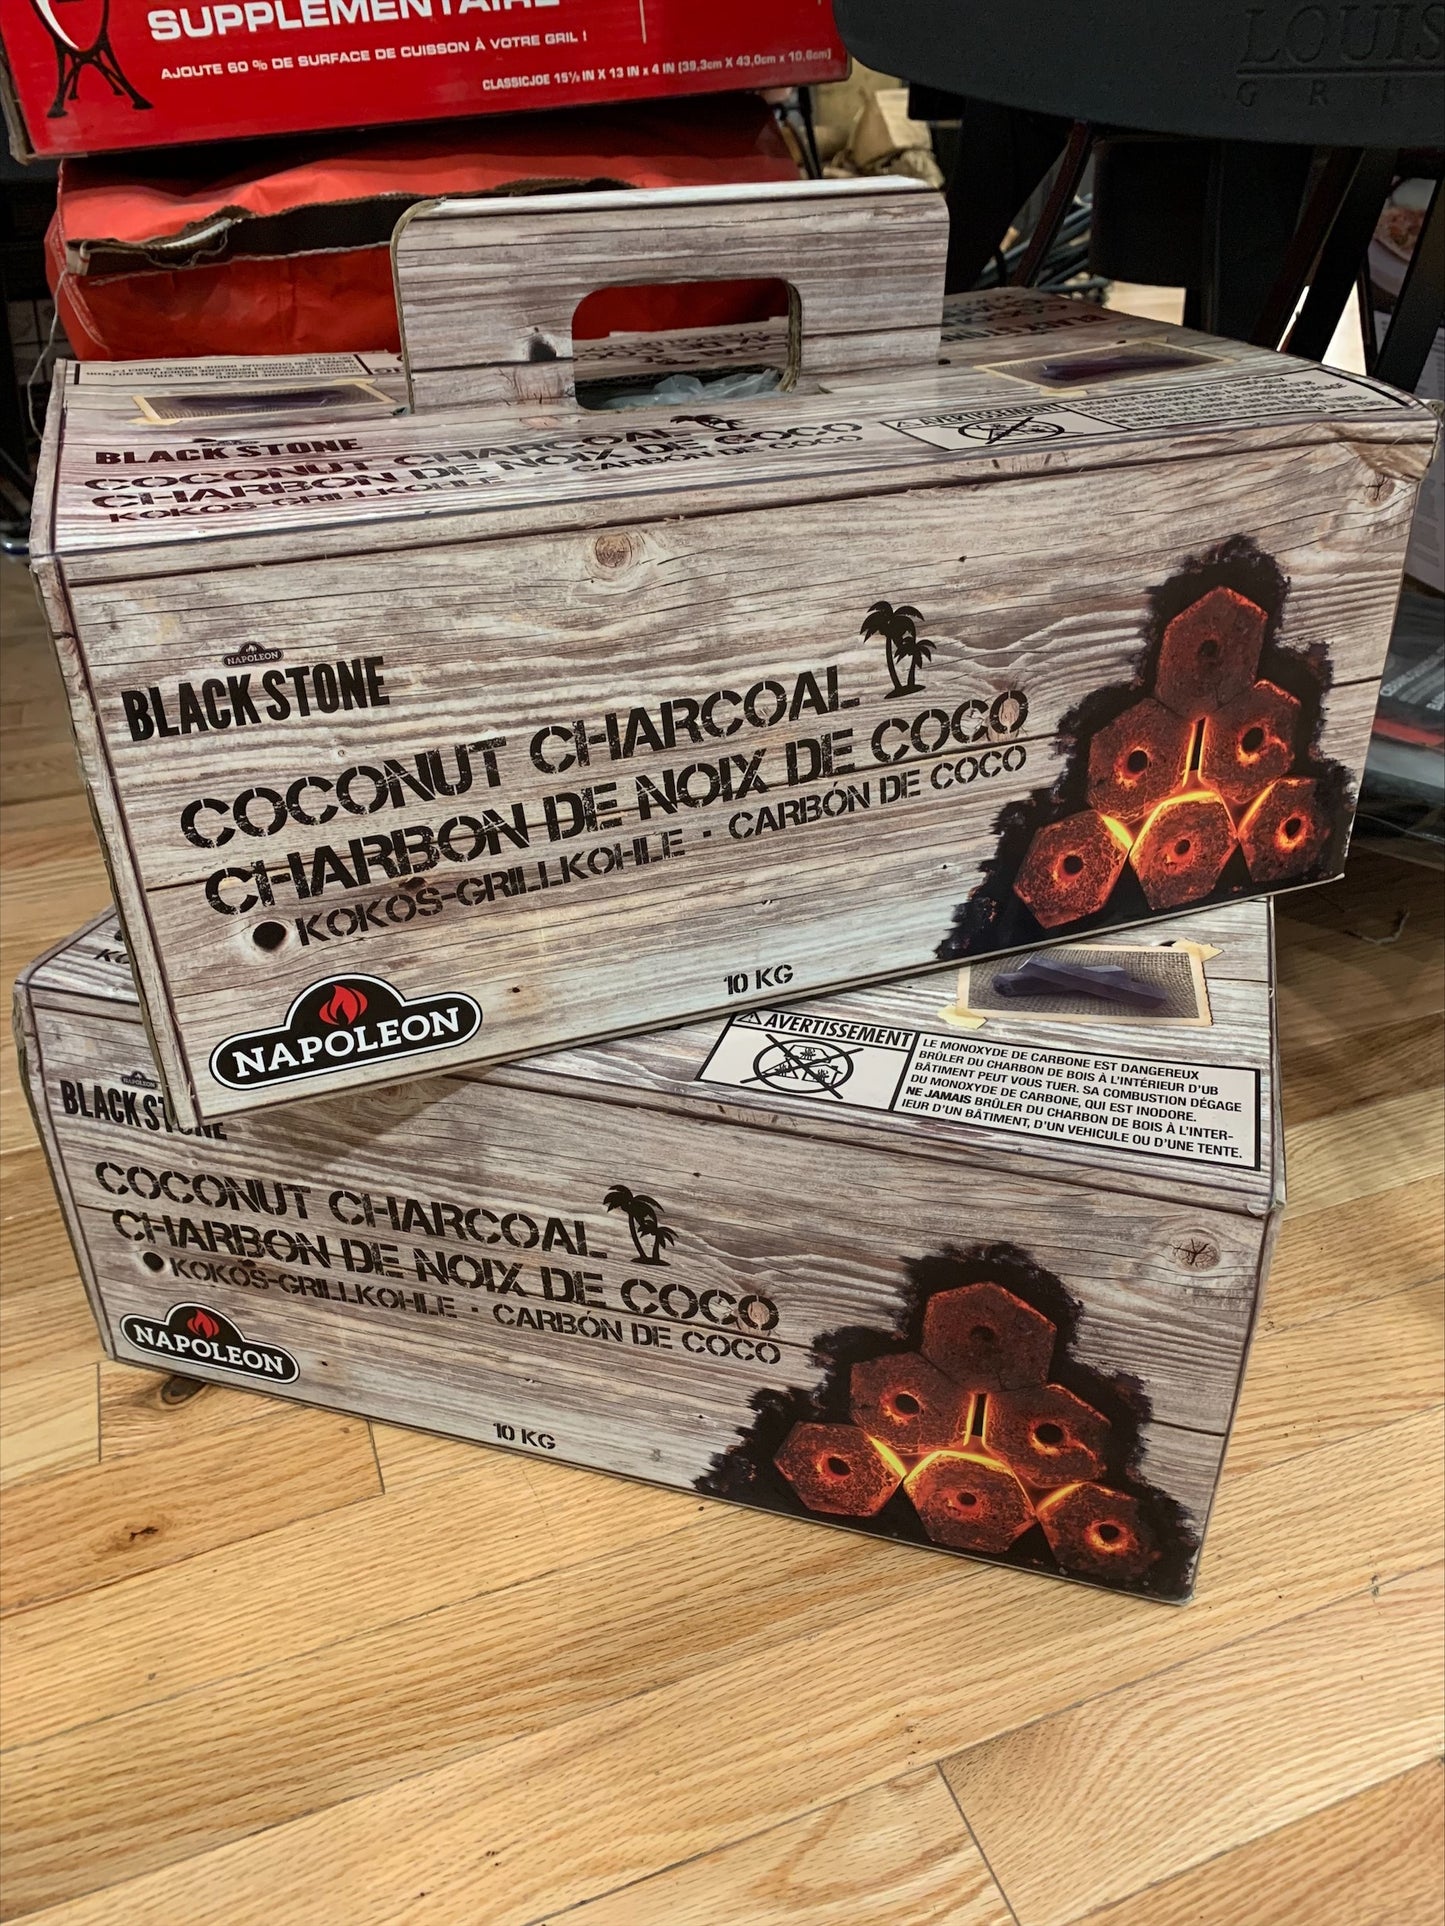 SUPPLÉMENTAIRE
AJOUTE 60 % DE SURFACE DE CUISSON À VOTRE GRIL !
CLASSICJOE 15½ IN X 13 IN x 4 IN [39,3cm X 43,0cm x 10,6cm]
LOUIS
GRI
BLACK STONE
COCONUT CHARCOAL
CHARBON DE NOIX DE COCO
KOKOS-GRILLKOHLE
CARBÓN DE COCO
AVERTISSEMENT
NAPOLEON
BLACK STONE
COCONUT CHARCOAL
CHARBON DE NOIX DE COCO
KOKOS-GRILLKOHLE · CARBÓN DE COCO
10 KG
NAPOLEON
AVERTISSEMENT
LE MONOXYDE DE CARBONE EST DANGEREUX
BRÛLER DU CHARBON DE BOIS À L'INTÉRIEUR D'UB
BÂTIMENT PEUT VOUS TUER. SA COMBUSTION DÉGAGE
DU MONOXYDE DE CARBONE, QUI EST INODORE.
NE JAMAIS BRÛLER DU CHARBON DE BOIS À L'INTER-
IEUR D'UN BÂTIMENT, D'UN VEHICULE OU D'UNE TENTE.
NAPOLEON
BLACK STONE
COCONUT CHARCOAL
CHARBON DE NOIX DE COCO
KOKOS-GRILLKOHLE · CARBÓN DE COCO
NAPOLEON
10 KG